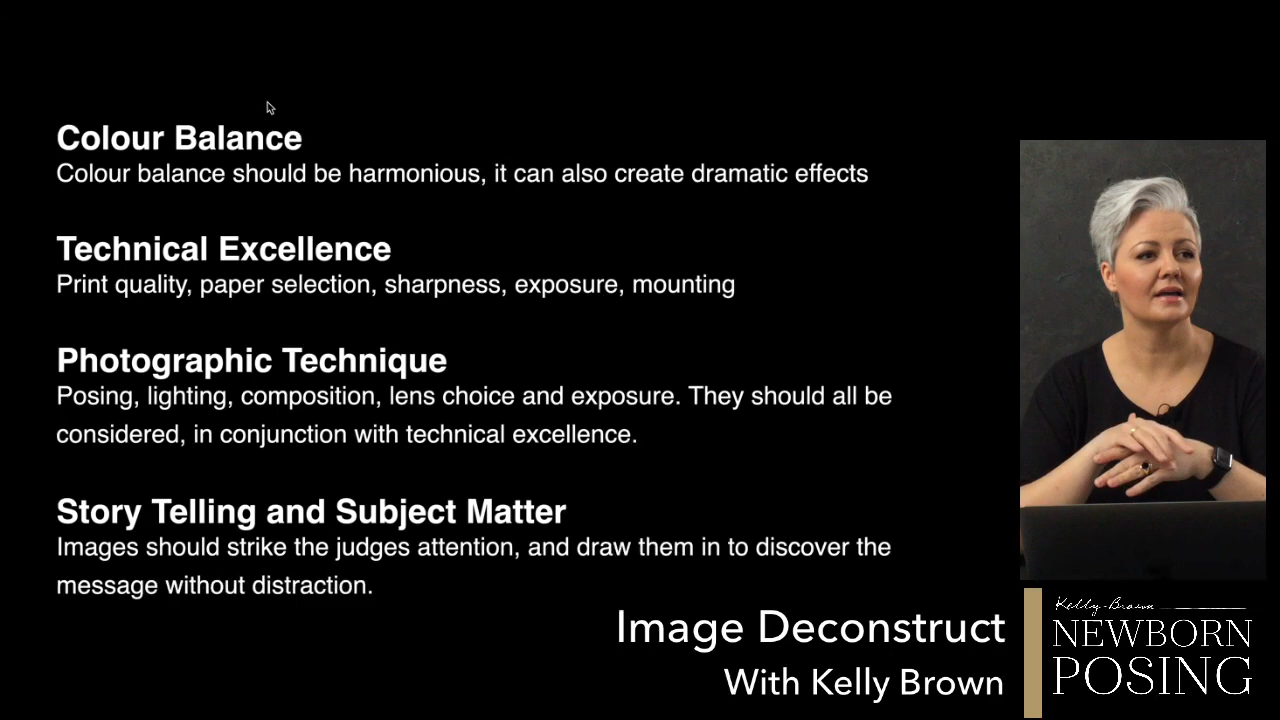 Colour Balance
Colour balance should be harmonious, it can also create dramatic effects
Technical Excellence
Print quality, paper selection, sharpness, exposure, mounting
Photographic Technique
Posing, lighting, composition, lens choice and exposure. They should all be
considered, in conjunction with technical excellence.
Story Telling and Subject Matter
Images should strike the judges attention, and draw them in to discover the
message without distraction.
Image Deconstruct
With Kelly Brown
Kelly Brown
NEWBORN
POSING